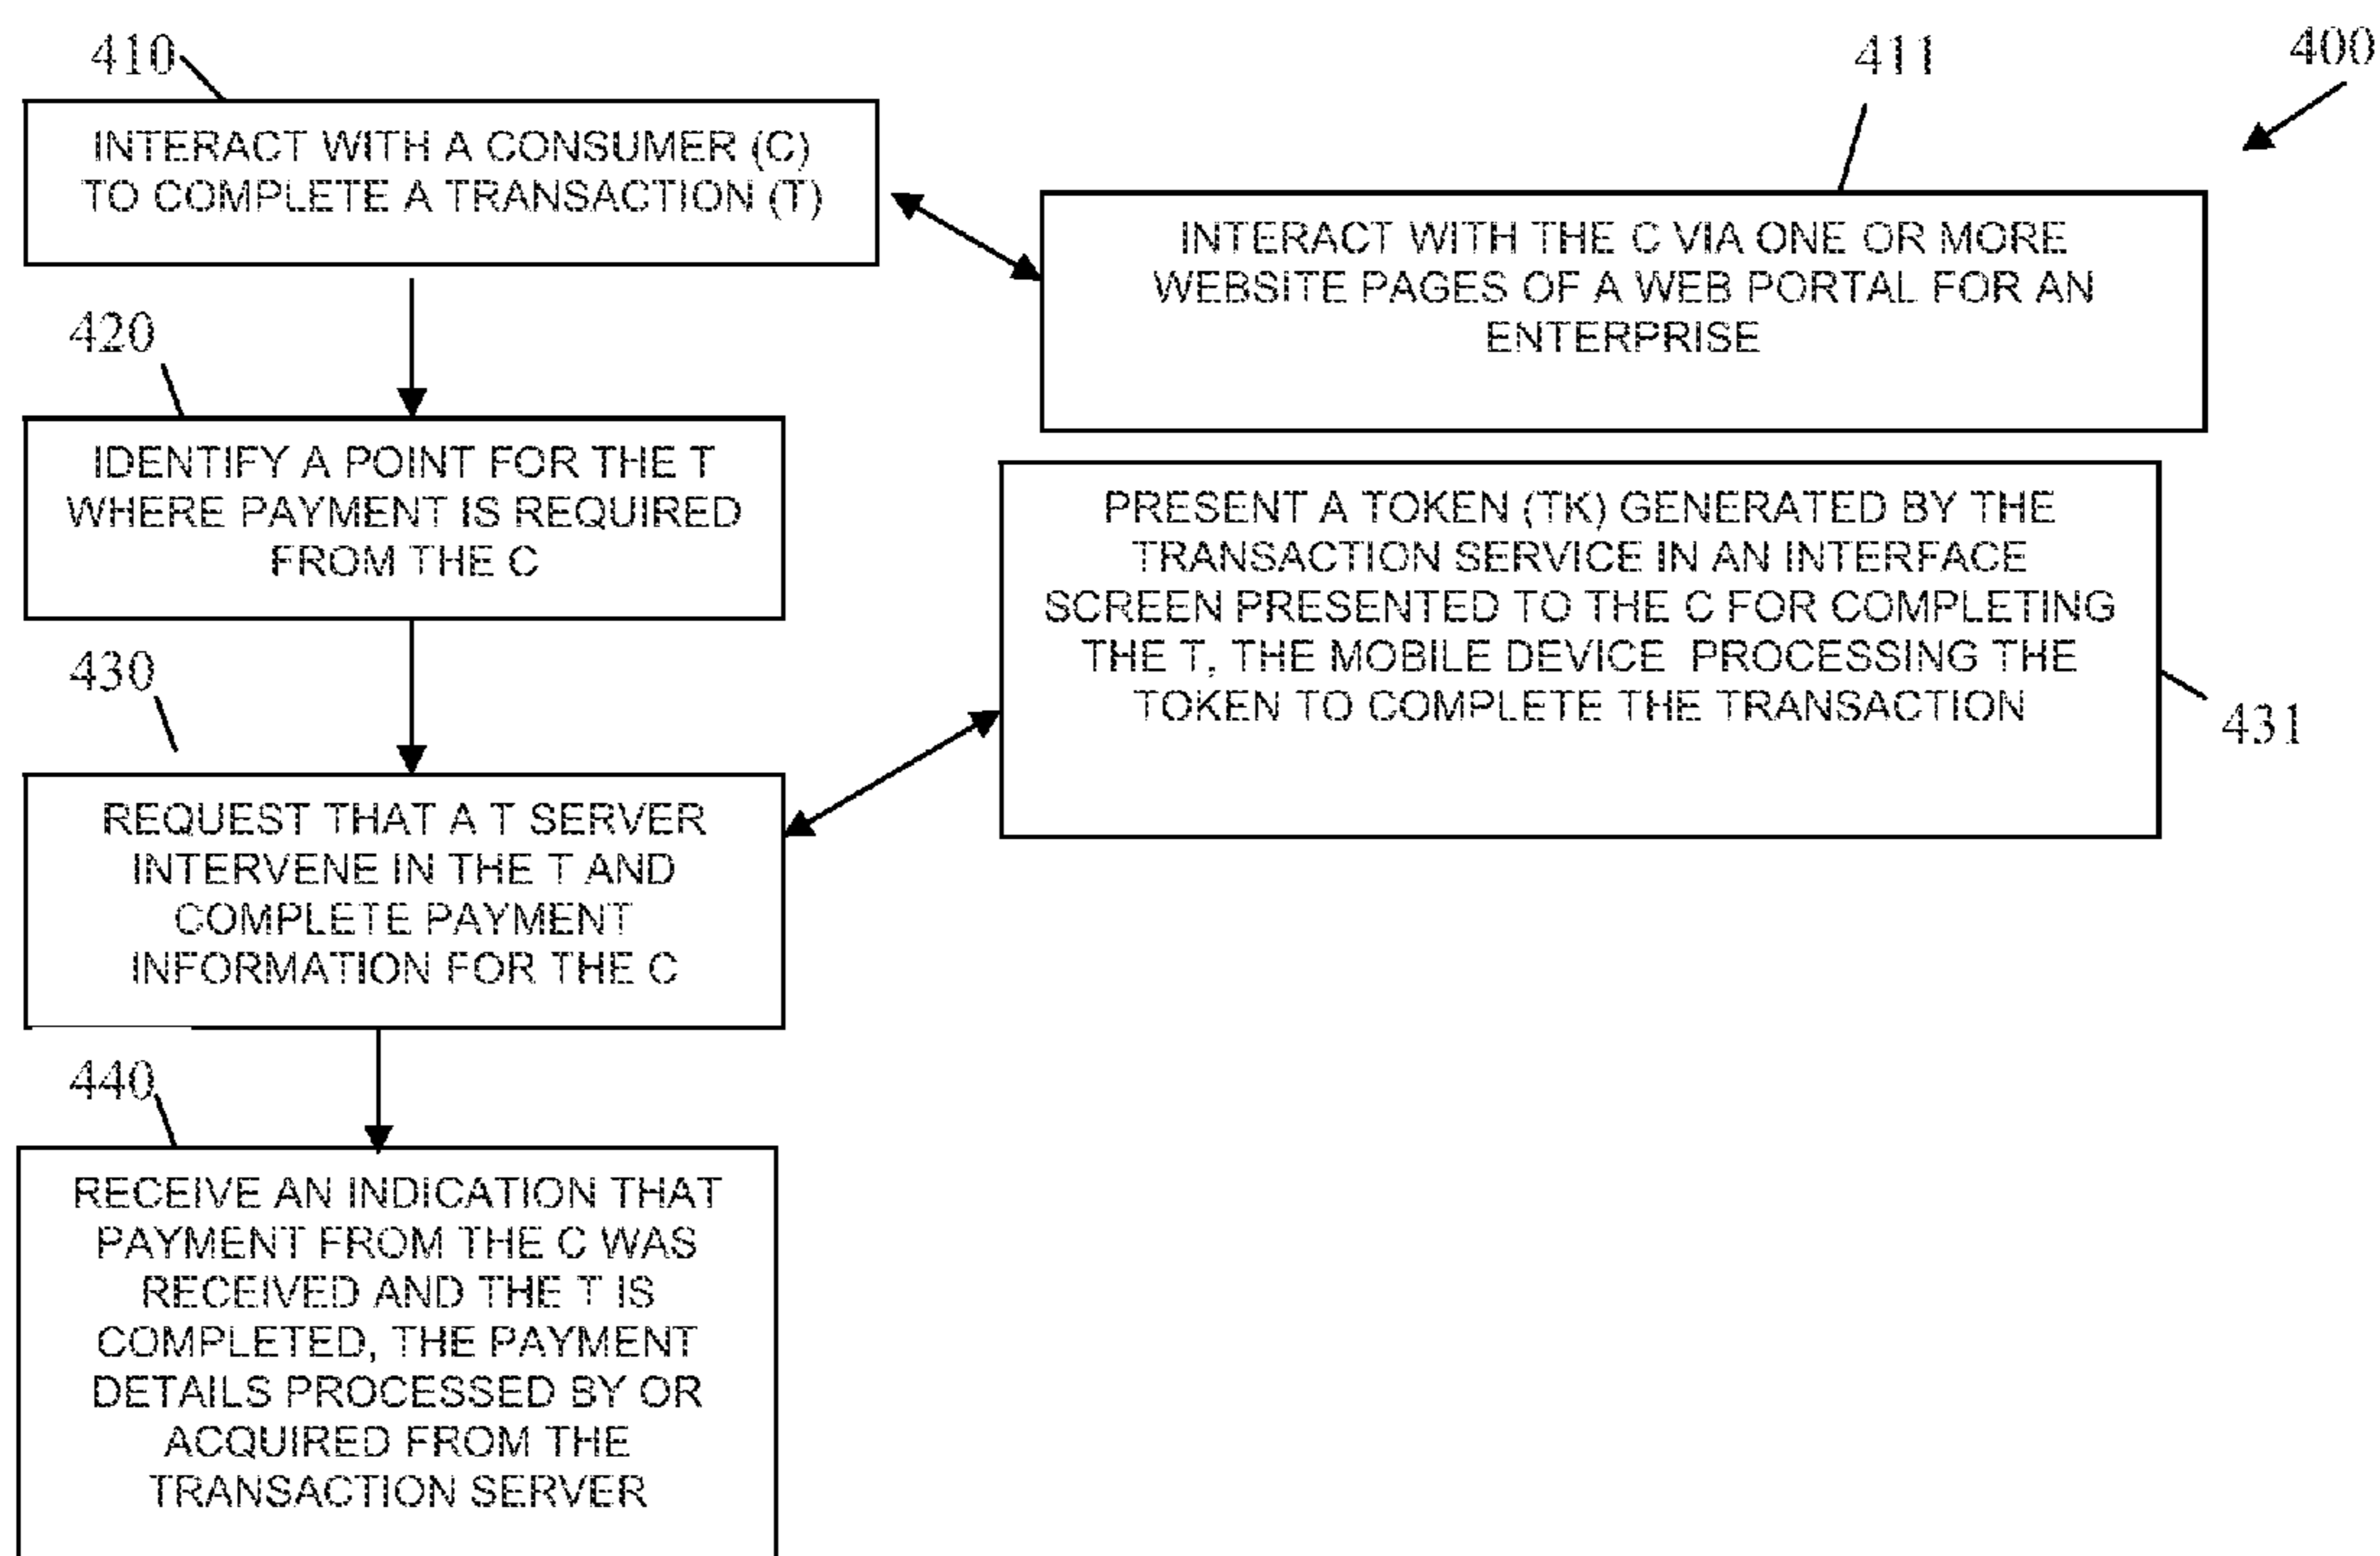 410
411
400
INTERACT WITH A CONSUMER (C)
TO COMPLETE A TRANSACTION (T)
INTERACT WITH THE C VIA ONE OR MORE
WEBSITE PAGES OF A WEB PORTAL FOR AN
ENTERPRISE
420
IDENTIFY A POINT FOR THE T
WHERE PAYMENT IS REQUIRED
FROM THE C
PRESENT A TOKEN (TK) GENERATED BY THE
TRANSACTION SERVICE IN AN INTERFACE
SCREEN PRESENTED TO THE C FOR COMPLETING
THE T, THE MOBILE DEVICE PROCESSING THE
TOKEN TO COMPLETE THE TRANSACTION
431
430
REQUEST THAT A T SERVER
INTERVENE IN THE T AND
COMPLETE PAYMENT
INFORMATION FOR THE C
440
RECEIVE AN INDICATION THAT
PAYMENT FROM THE C WAS
RECEIVED AND THE T IS
COMPLETED, THE PAYMENT
DETAILS PROCESSED BY OR
ACQUIRED FROM THE
TRANSACTION SERVER